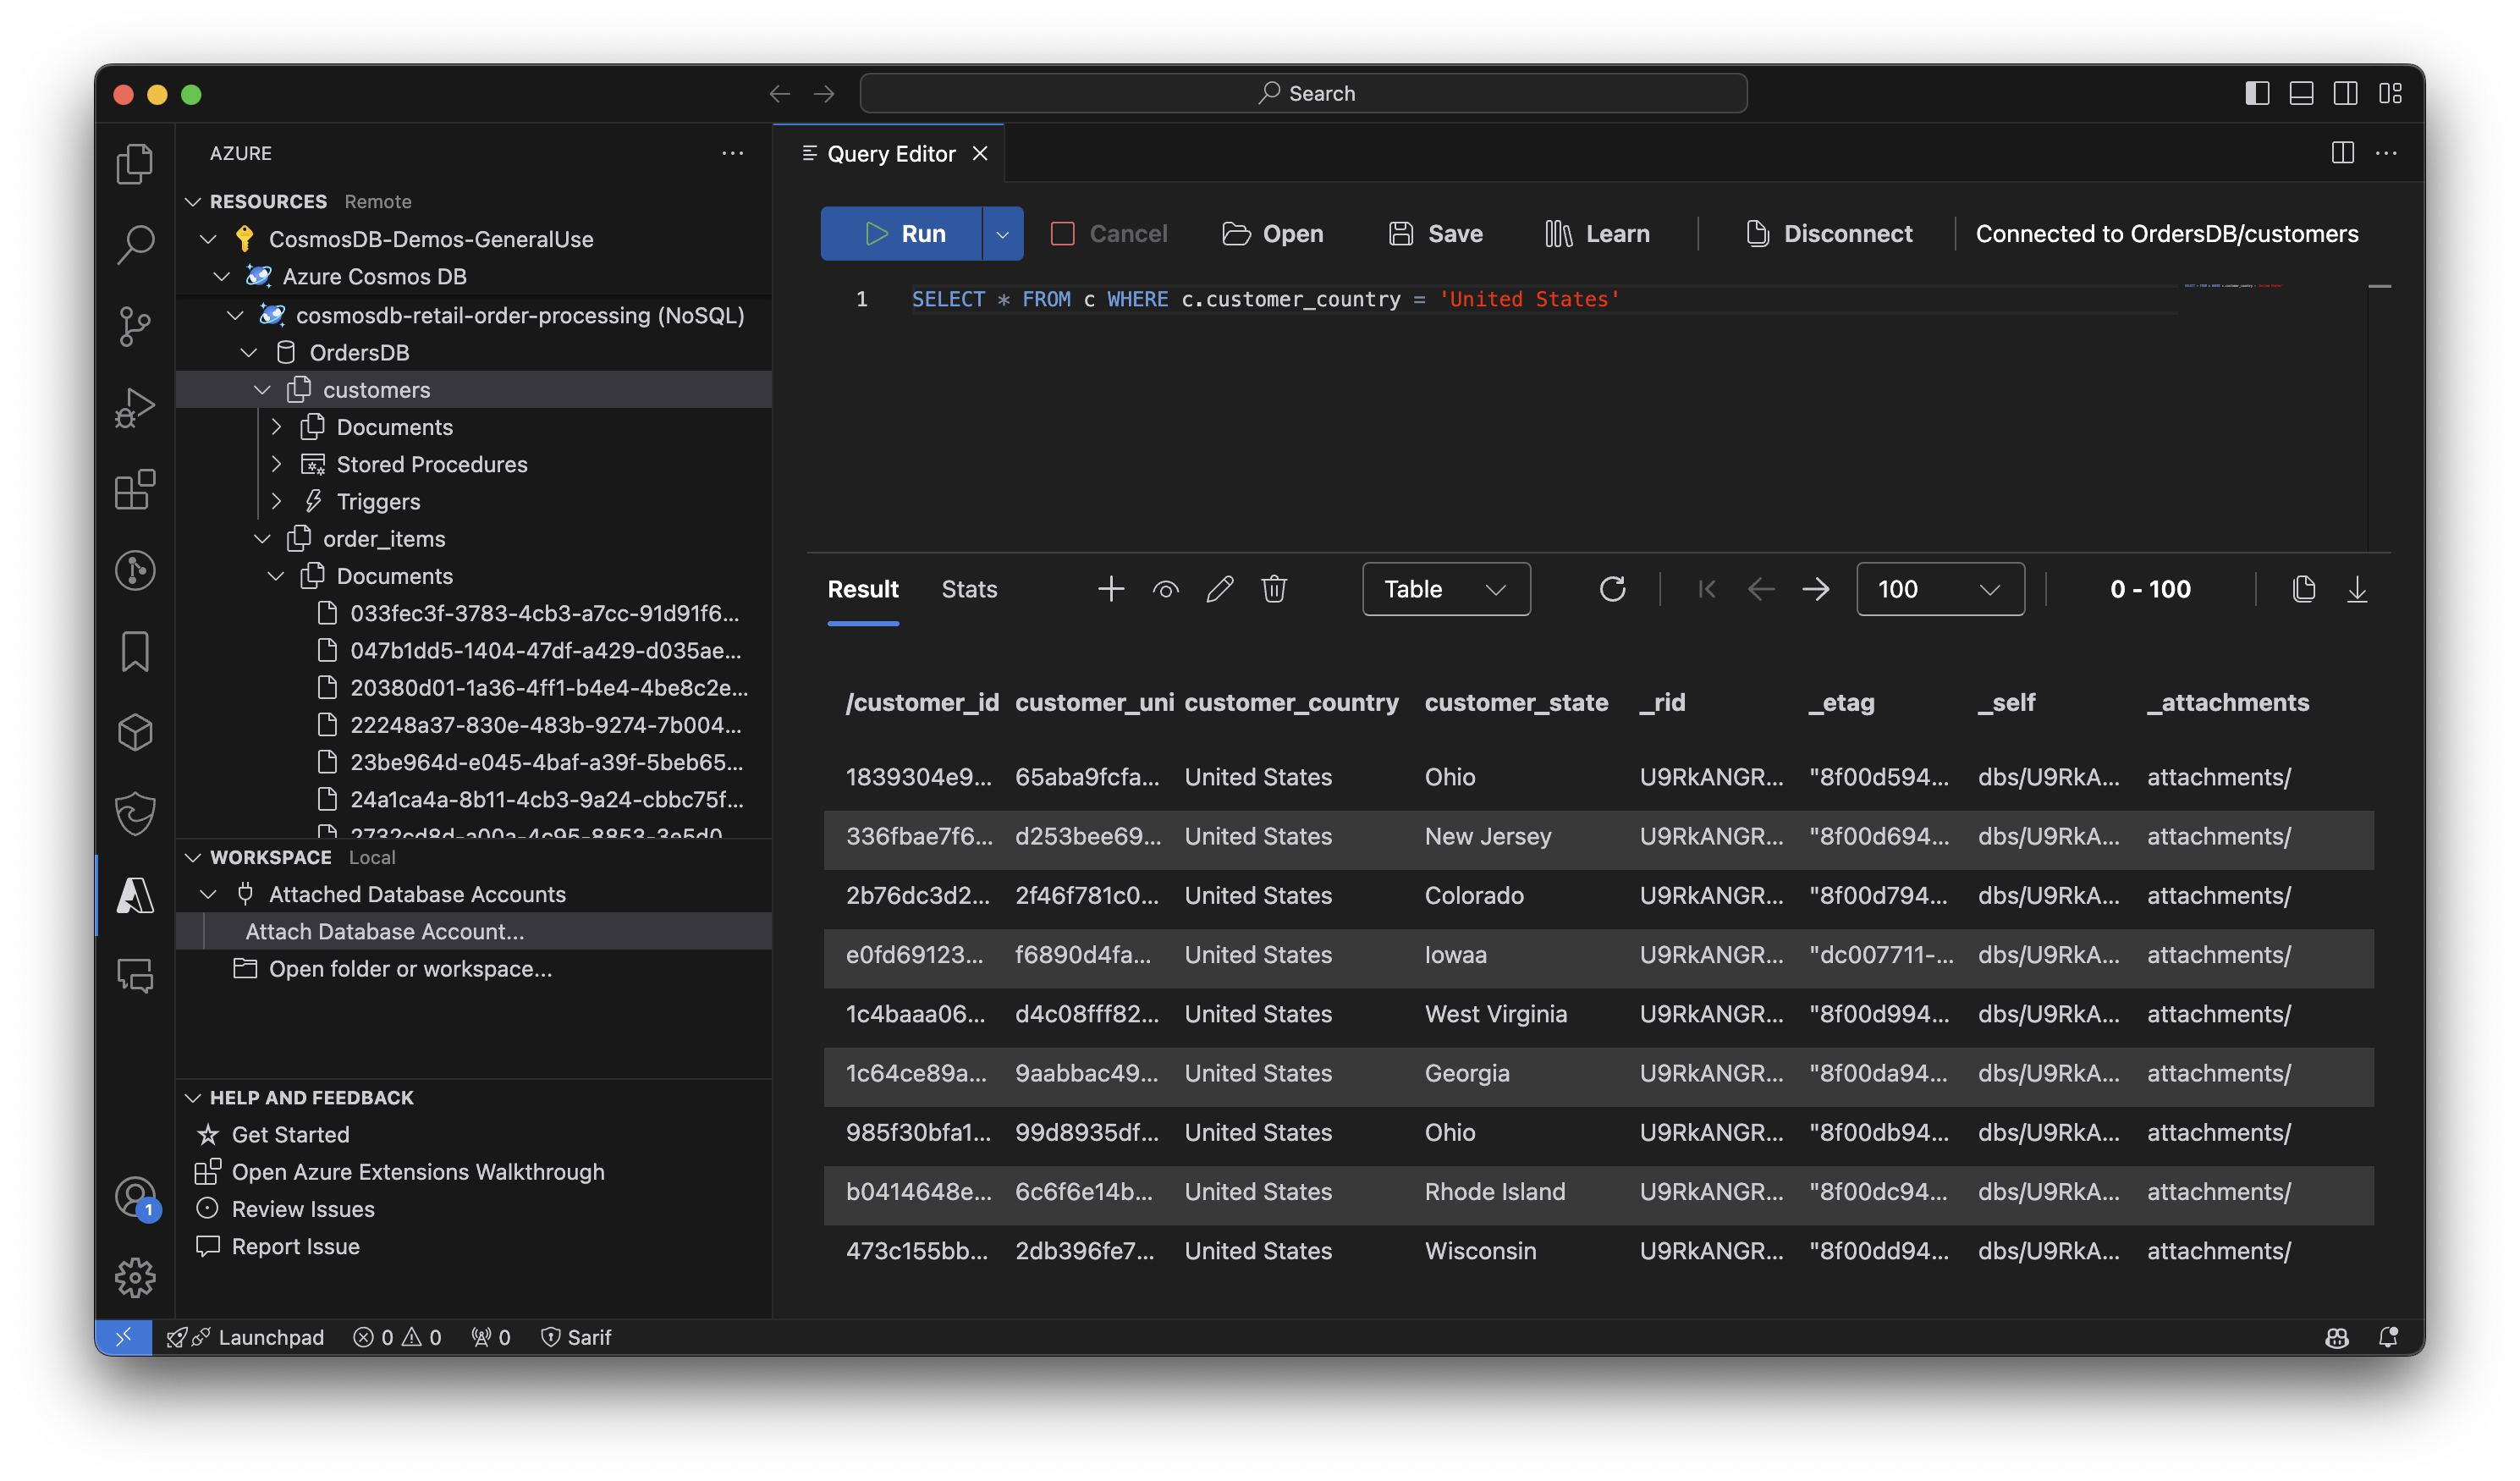 Search
AZURE
RESOURCES Remote
CosmosDB-Demos-GeneralUse
Azure Cosmos DB
cosmosdb-retail-order-processing (NoSQL)
OrdersDB
customers
Documents
Stored Procedures
Triggers
order_items
Documents
033fec3f-3783-4cb3-a7cc-91d91f6...
047b1dd5-1404-47df-a429-d035ae...
20380d01-1a36-4ff1-b4e4-4be8c2e...
22248a37-830e-483b-9274-7b004...
23be964d-e045-4baf-a39f-5beb65...
24a1ca4a-8b11-4cb3-9a24-cbbc75f...
2732cd8d-a00a-4c95-8853-3e5d0
WORKSPACE Local
Attached Database Accounts
Attach Database Account...
Open folder or workspace...
HELP AND FEEDBACK
Get Started
Open Azure Extensions Walkthrough
Review Issues
Report Issue
1
Query Editor
Run Cancel Open Save Learn Disconnect Connected to OrdersDB/customers
1 SELECT * FROM c WHERE c.customer_country = 'United States'
Result Stats Table 100 0 - 100
/customer_id customer_uni customer_country customer_state _rid _etag _self _attachments
1839304e9... 65aba9fcfa... United States Ohio U9RkANGR... "8f00d594... dbs/U9RkA... attachments/
336fbae7f6... d253bee69... United States New Jersey U9RkANGR... "8f00d694... dbs/U9RkA... attachments/
2b76dc3d2... 2f46f781c0... United States Colorado U9RkANGR... "8f00d794... dbs/U9RkA... attachments/
e0fd69123... f6890d4fa... United States Iowaa U9RkANGR... "dc007711-... dbs/U9RkA... attachments/
1c4baaa06... d4c08fff82... United States West Virginia U9RkANGR... "8f00d994... dbs/U9RkA... attachments/
1c64ce89a... 9aabbac49... United States Georgia U9RkANGR... "8f00da94... dbs/U9RkA... attachments/
985f30bfa1... 99d8935df... United States Ohio U9RkANGR... "8f00db94... dbs/U9RkA... attachments/
b0414648e... 6c6f6e14b... United States Rhode Island U9RkANGR... "8f00dc94... dbs/U9RkA... attachments/
473c155bb... 2db396fe7... United States Wisconsin U9RkANGR... "8f00dd94... dbs/U9RkA... attachments/
Launchpad 0 0 0 Sarif